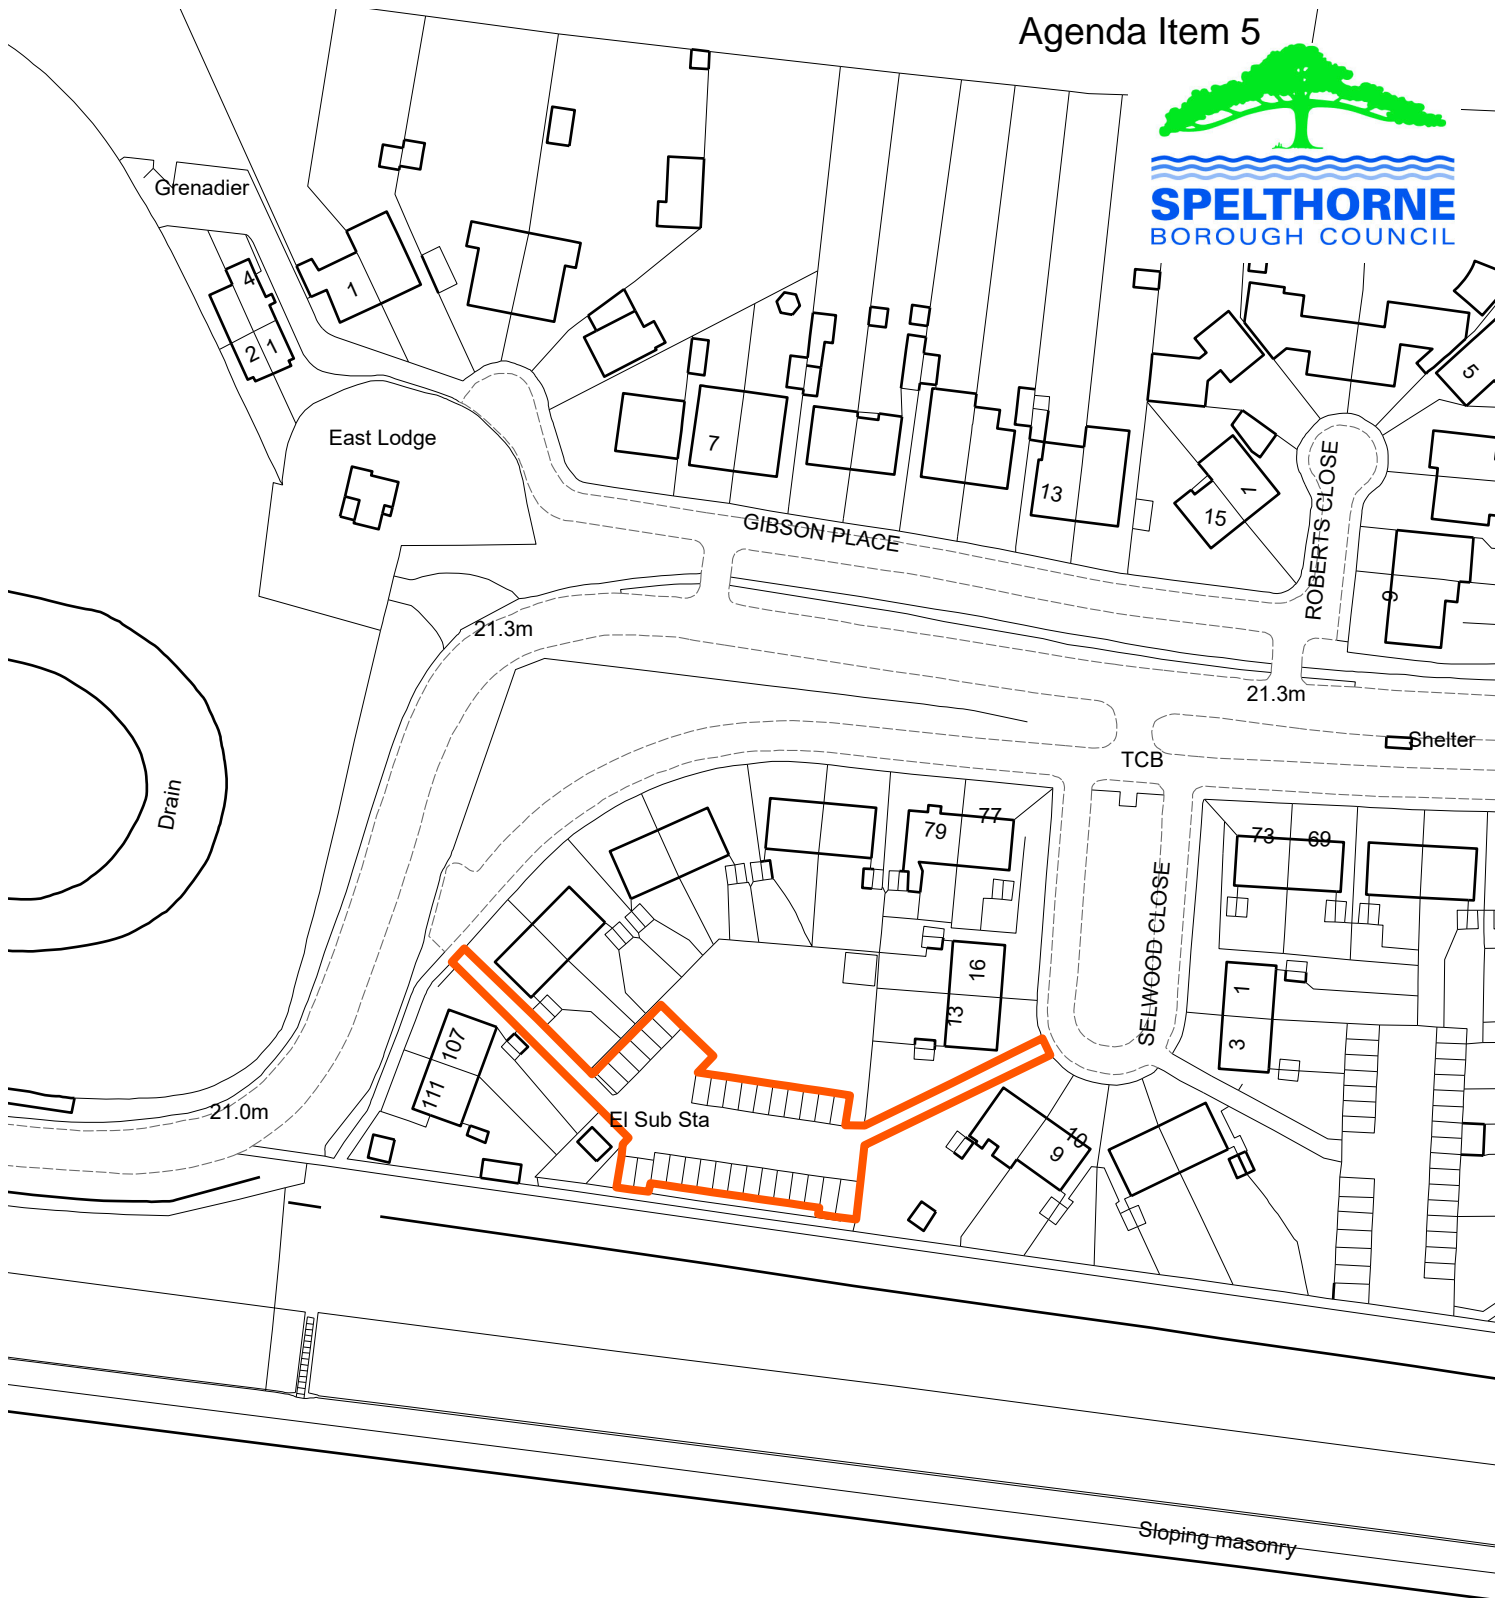 Agenda Item 5
SPELTHORNE
BOROUGH COUNCIL
Grenadier
4
1
2
1
5
East Lodge
7
13
1
15
ROBERTS CLOSE
GIBSON PLACE
9
21.3m
21.3m
Shelter
TCB
Drain
79
77
73
69
SELWOOD CLOSE
16
13
1
3
107
111
21.0m
El Sub Sta
10
9
Sloping masonry